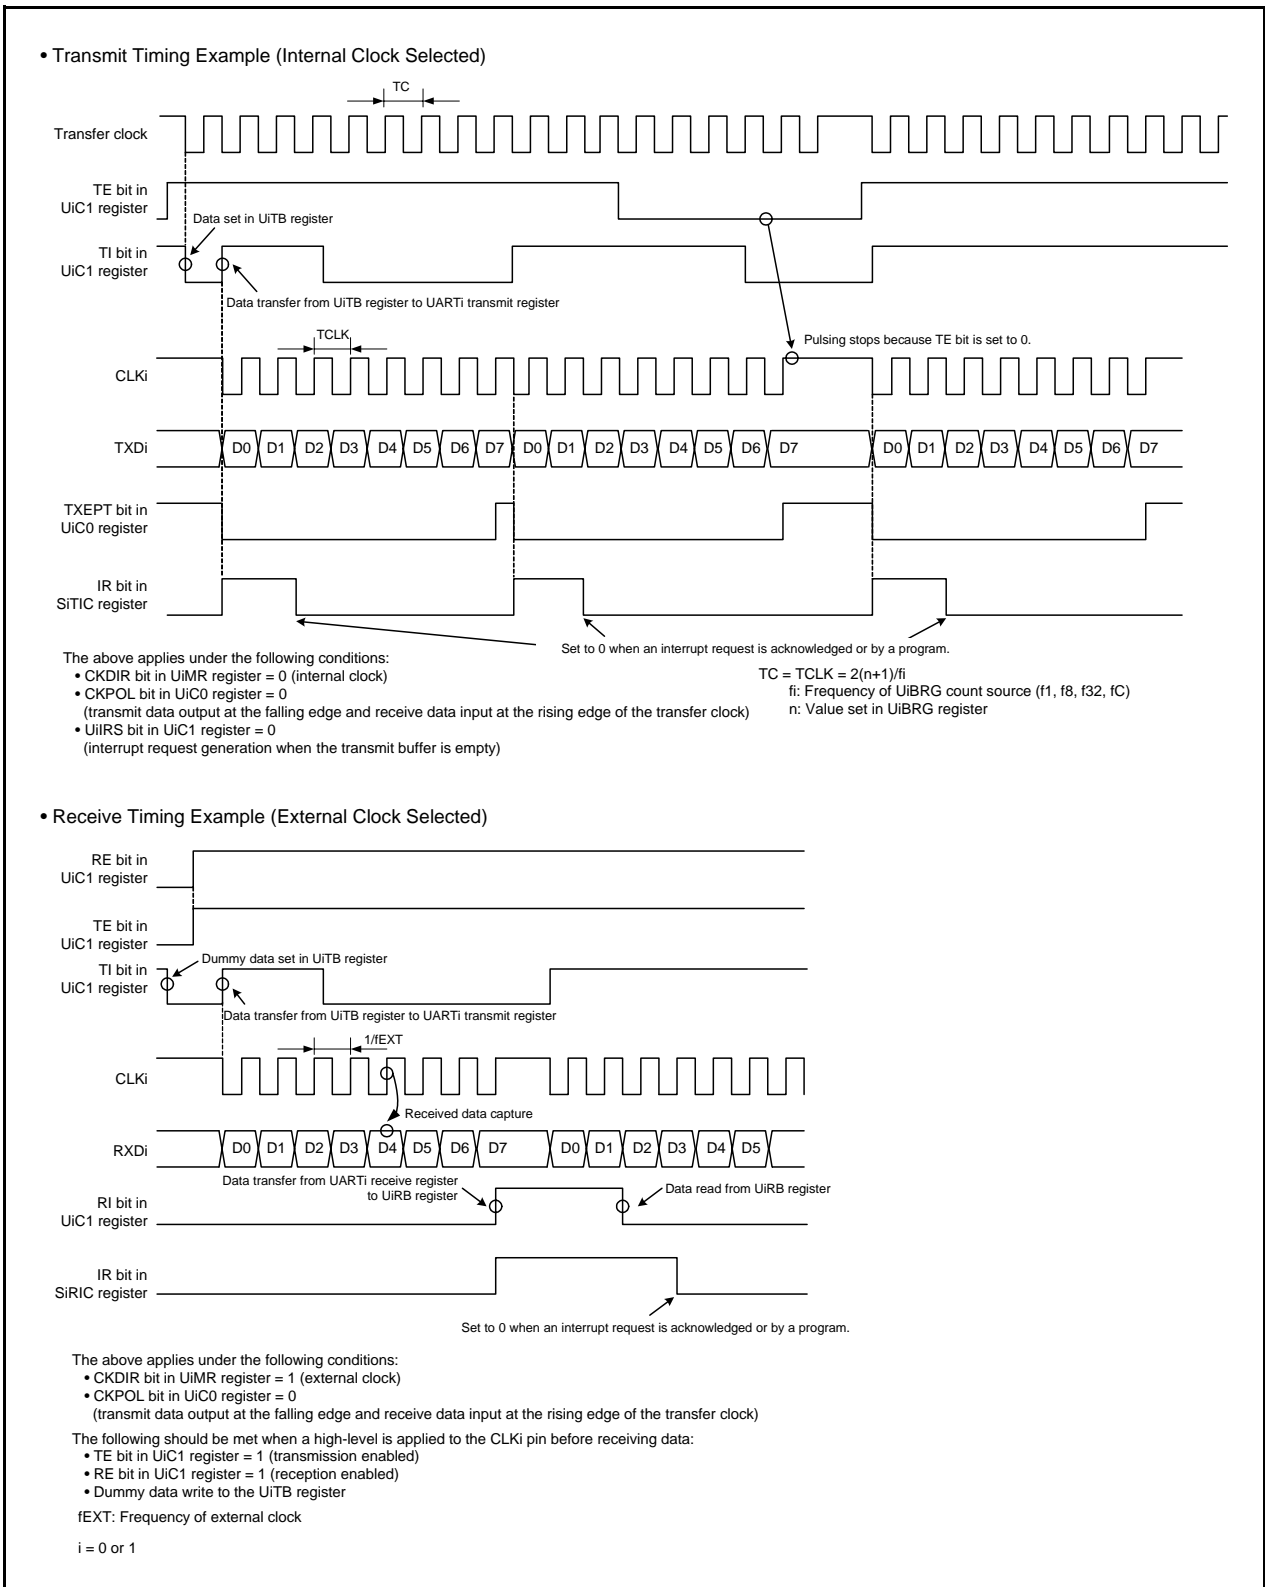 • Transmit Timing Example (Internal Clock Selected)
TC
Transfer clock
TE bit in
UiC1 register
Data set in UiTB register
TI bit in
UiC1 register
Data transfer from UiTB register to UARTi transmit register
TCLK
Pulsing stops because TE bit is set to 0.
CLKi
TXDi
D0 D1 D2 D3 D4 D5 D6 D7 D0 D1 D2 D3 D4 D5 D6 D7 D0 D1 D2 D3 D4 D5 D6 D7
TXEPT bit in
UiC0 register
IR bit in
SiTIC register
Set to 0 when an interrupt request is acknowledged or by a program.
The above applies under the following conditions:
• CKDIR bit in UiMR register = 0 (internal clock)
• CKPOL bit in UiC0 register = 0
(transmit data output at the falling edge and receive data input at the rising edge of the transfer clock)
• UiIRS bit in UiC1 register = 0
(interrupt request generation when the transmit buffer is empty)
TC = TCLK = 2(n+1)/fi
fi: Frequency of UiBRG count source (f1, f8, f32, fC)
n: Value set in UiBRG register
• Receive Timing Example (External Clock Selected)
RE bit in
UiC1 register
TE bit in
UiC1 register
Dummy data set in UiTB register
TI bit in
UiC1 register
Data transfer from UiTB register to UARTi transmit register
1/fEXT
CLKi
Received data capture
RXDi
D0 D1 D2 D3 D4 D5 D6 D7 D0 D1 D2 D3 D4 D5
Data transfer from UARTi receive register
to UiRB register
Data read from UiRB register
RI bit in
UiC1 register
IR bit in
SiRIC register
Set to 0 when an interrupt request is acknowledged or by a program.
The above applies under the following conditions:
• CKDIR bit in UiMR register = 1 (external clock)
• CKPOL bit in UiC0 register = 0
(transmit data output at the falling edge and receive data input at the rising edge of the transfer clock)
The following should be met when a high-level is applied to the CLKi pin before receiving data:
• TE bit in UiC1 register = 1 (transmission enabled)
• RE bit in UiC1 register = 1 (reception enabled)
• Dummy data write to the UiTB register
fEXT: Frequency of external clock
i = 0 or 1